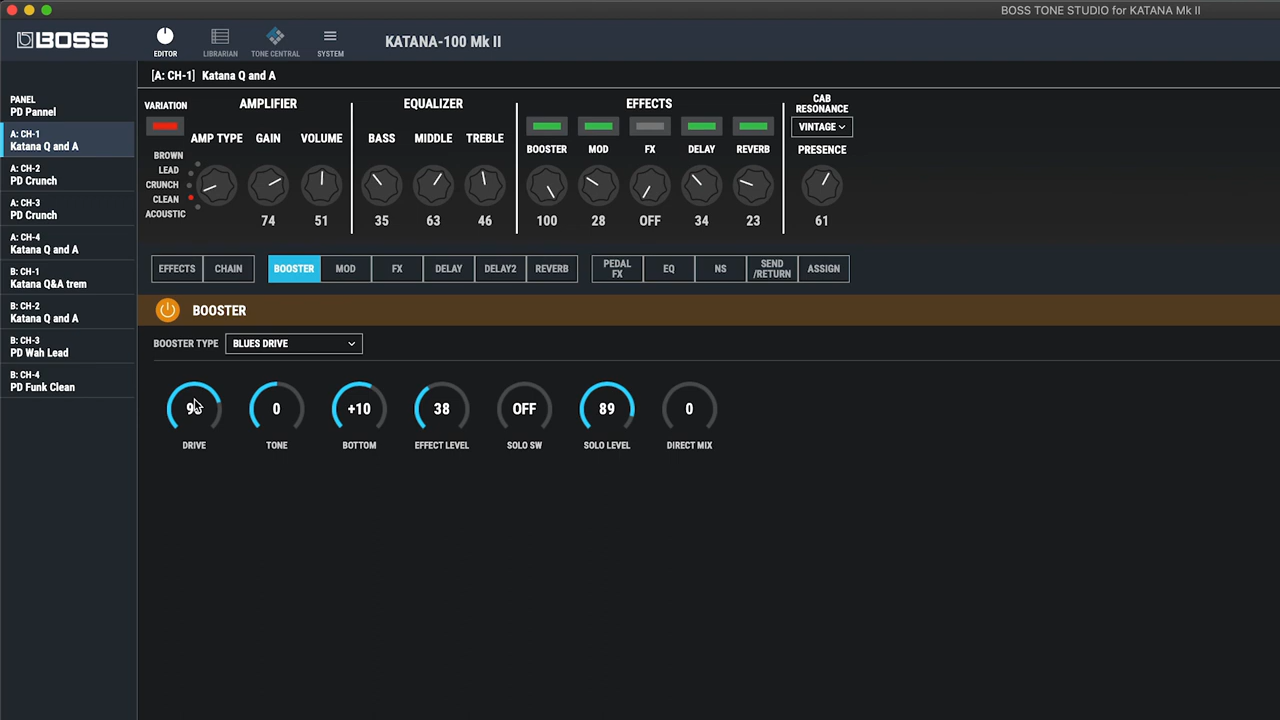 BOSS TONE STUDIO for KATANA Mk II
BOSS
EDITOR
LIBRARIAN
TONE CENTRAL
SYSTEM
KATANA-100 Mk II
[A: CH-1] Katana Q and A
PANEL
PD Pannel
A: CH-1
Katana Q and A
A: CH-2
PD Crunch
A: CH-3
PD Crunch
A: CH-4
Katana Q and A
B: CH-1
Katana Q&A trem
B: CH-2
Katana Q and A
B: CH-3
PD Wah Lead
B: CH-4
PD Funk Clean
VARIATION
AMPLIFIER
AMP TYPE GAIN VOLUME
BROWN
LEAD
CRUNCH
CLEAN
ACOUSTIC
74 51
EQUALIZER
BASS MIDDLE TREBLE
35 63 46
EFFECTS
BOOSTER MOD FX DELAY REVERB
100 28 OFF 34 23
CAB
RESONANCE
VINTAGE
PRESENCE
61
EFFECTS CHAIN BOOSTER MOD FX DELAY DELAY2 REVERB PEDAL FX EQ NS SEND /RETURN ASSIGN
BOOSTER
BOOSTER TYPE BLUES DRIVE
0 +10 38 OFF 89 0
DRIVE TONE BOTTOM EFFECT LEVEL SOLO SW SOLO LEVEL DIRECT MIX